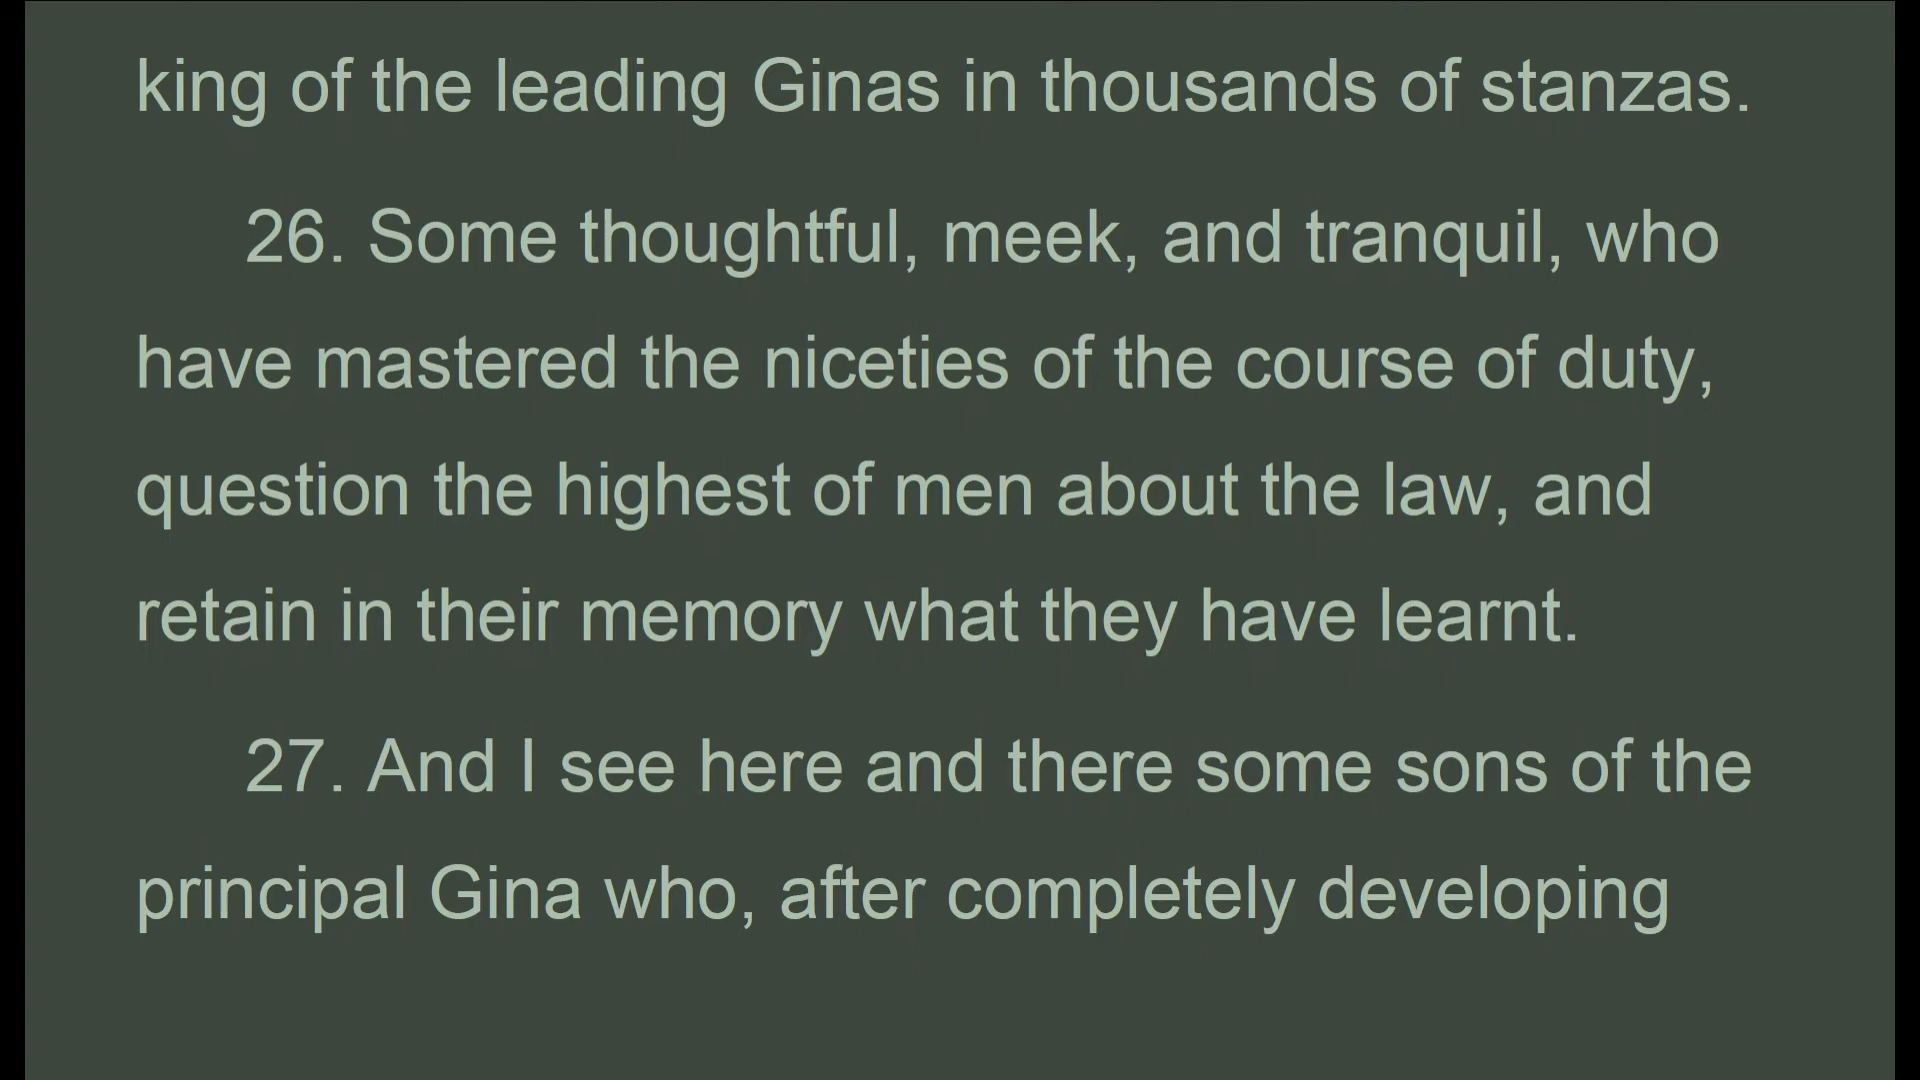 king of the leading Ginas in thousands of stanzas.
26. Some thoughtful, meek, and tranquil, who
have mastered the niceties of the course of duty,
question the highest of men about the law, and
retain in their memory what they have learnt.
27. And I see here and there some sons of the
principal Gina who, after completely developing